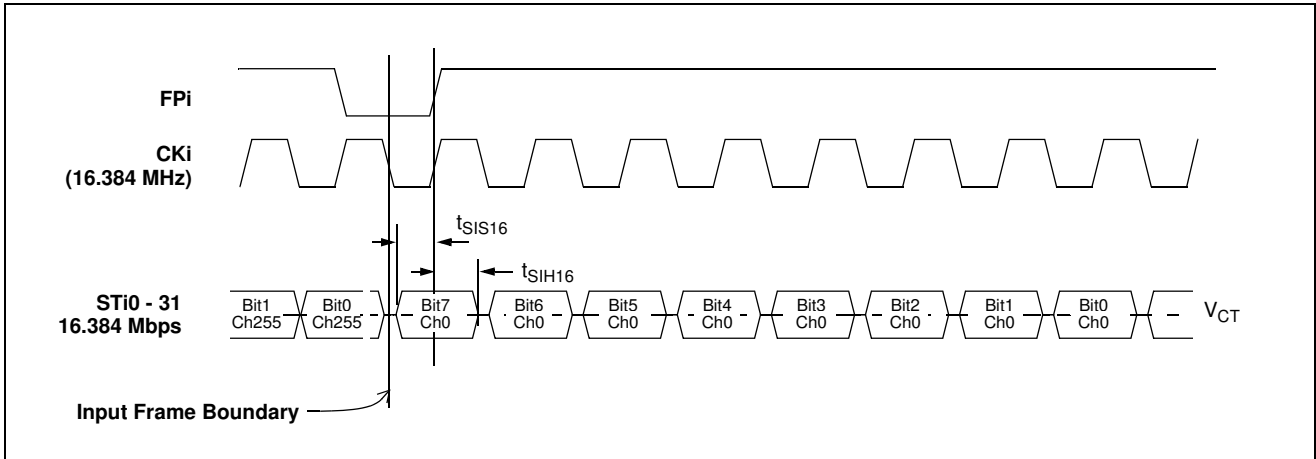 FPi
CKi
(16.384 MHz)
tSIS16
tSIH16
STi0 - 31
16.384 Mbps
Bit1
Ch255
Bit0
Ch255
Bit7
Ch0
Bit6
Ch0
Bit5
Ch0
Bit4
Ch0
Bit3
Ch0
Bit2
Ch0
Bit1
Ch0
Bit0
Ch0
VCT
Input Frame Boundary